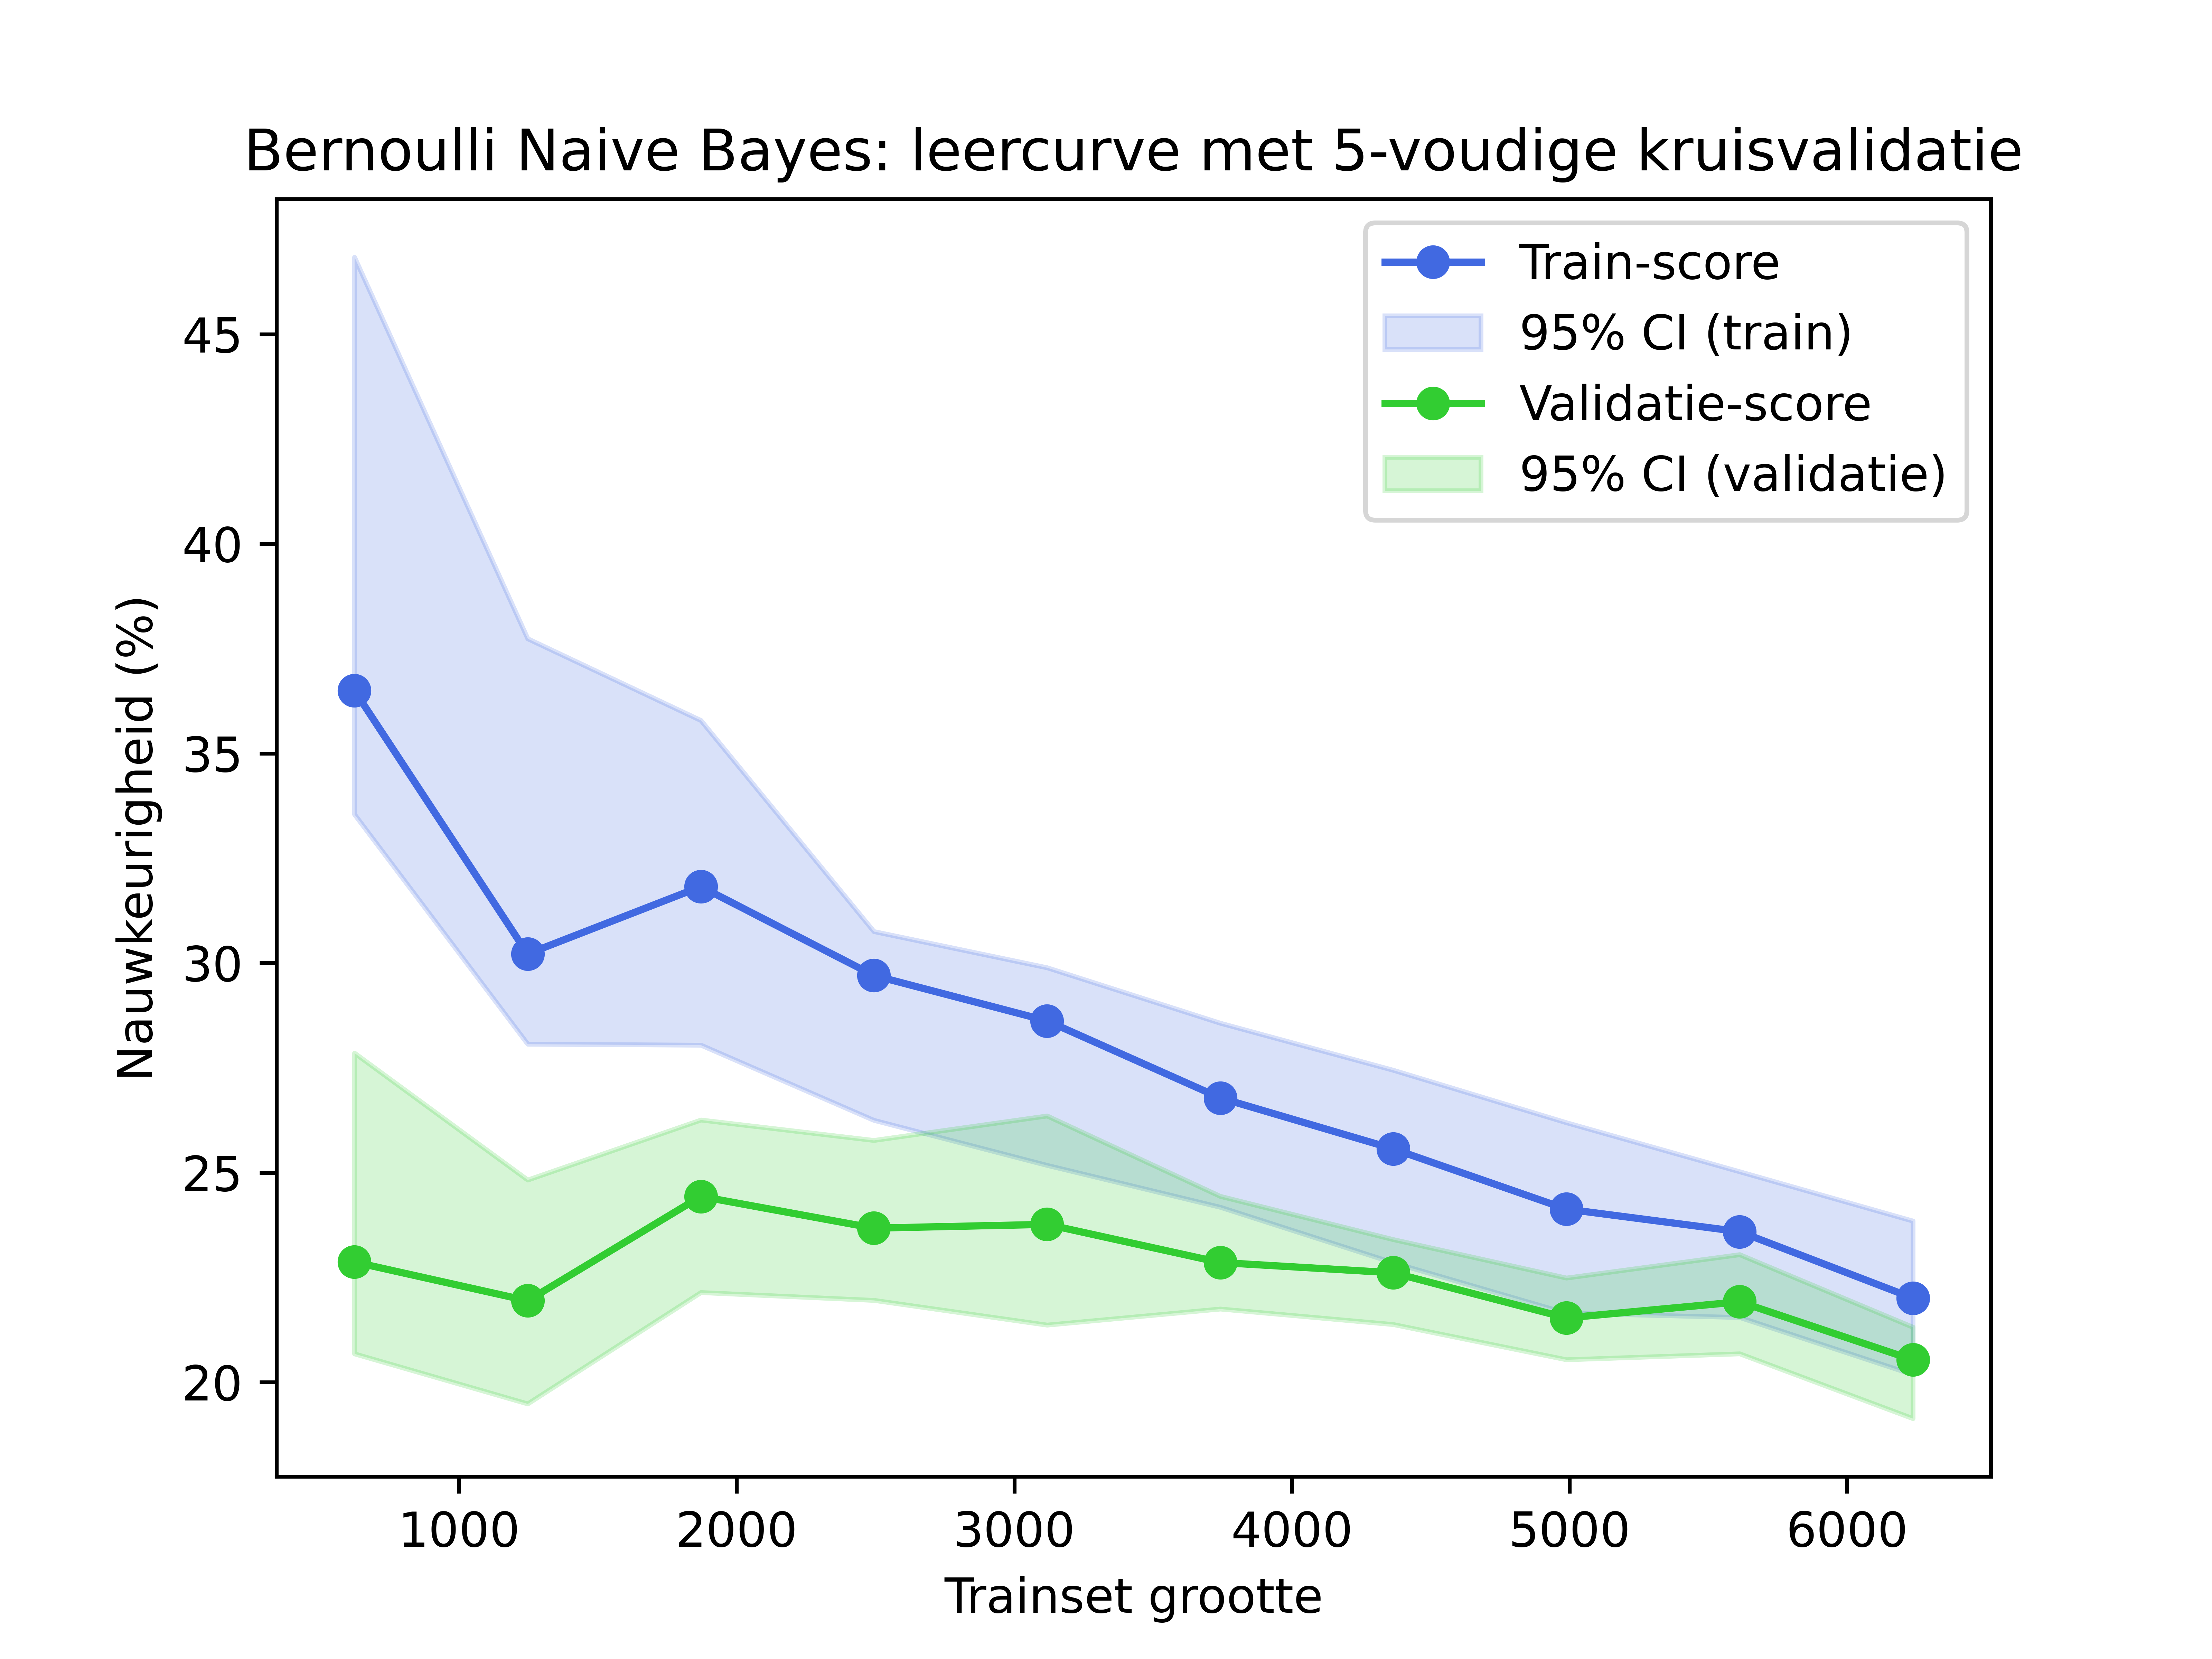 Bernoulli Naive Bayes: leercurve met 5-voudige kruisvalidatie
Train-score
95% CI (train)
Validatie-score
95% CI (validatie)
Nauwkeurigheid (%)
45
40
35
30
25
20
1000 2000 3000 4000 5000 6000
Trainset grootte